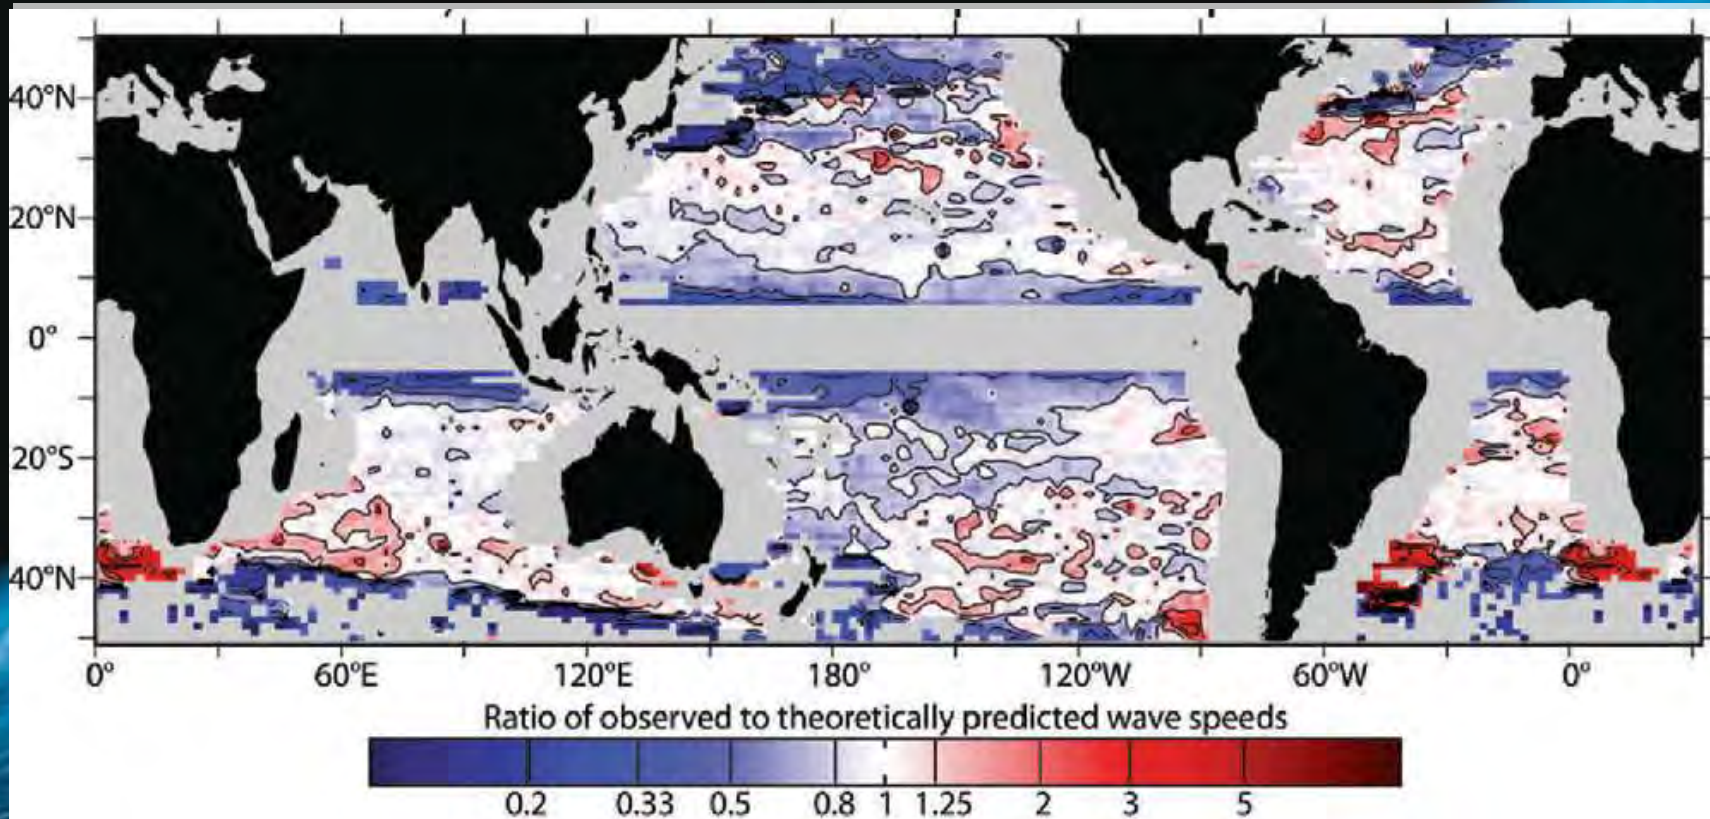 40°N
20°N
0°
20°S
40°N
0° 60°E 120°E 180° 120°W 60°W 0°
Ratio of observed to theoretically predicted wave speeds
0.2 0.33 0.5 0.8 1 1.25 2 3 5